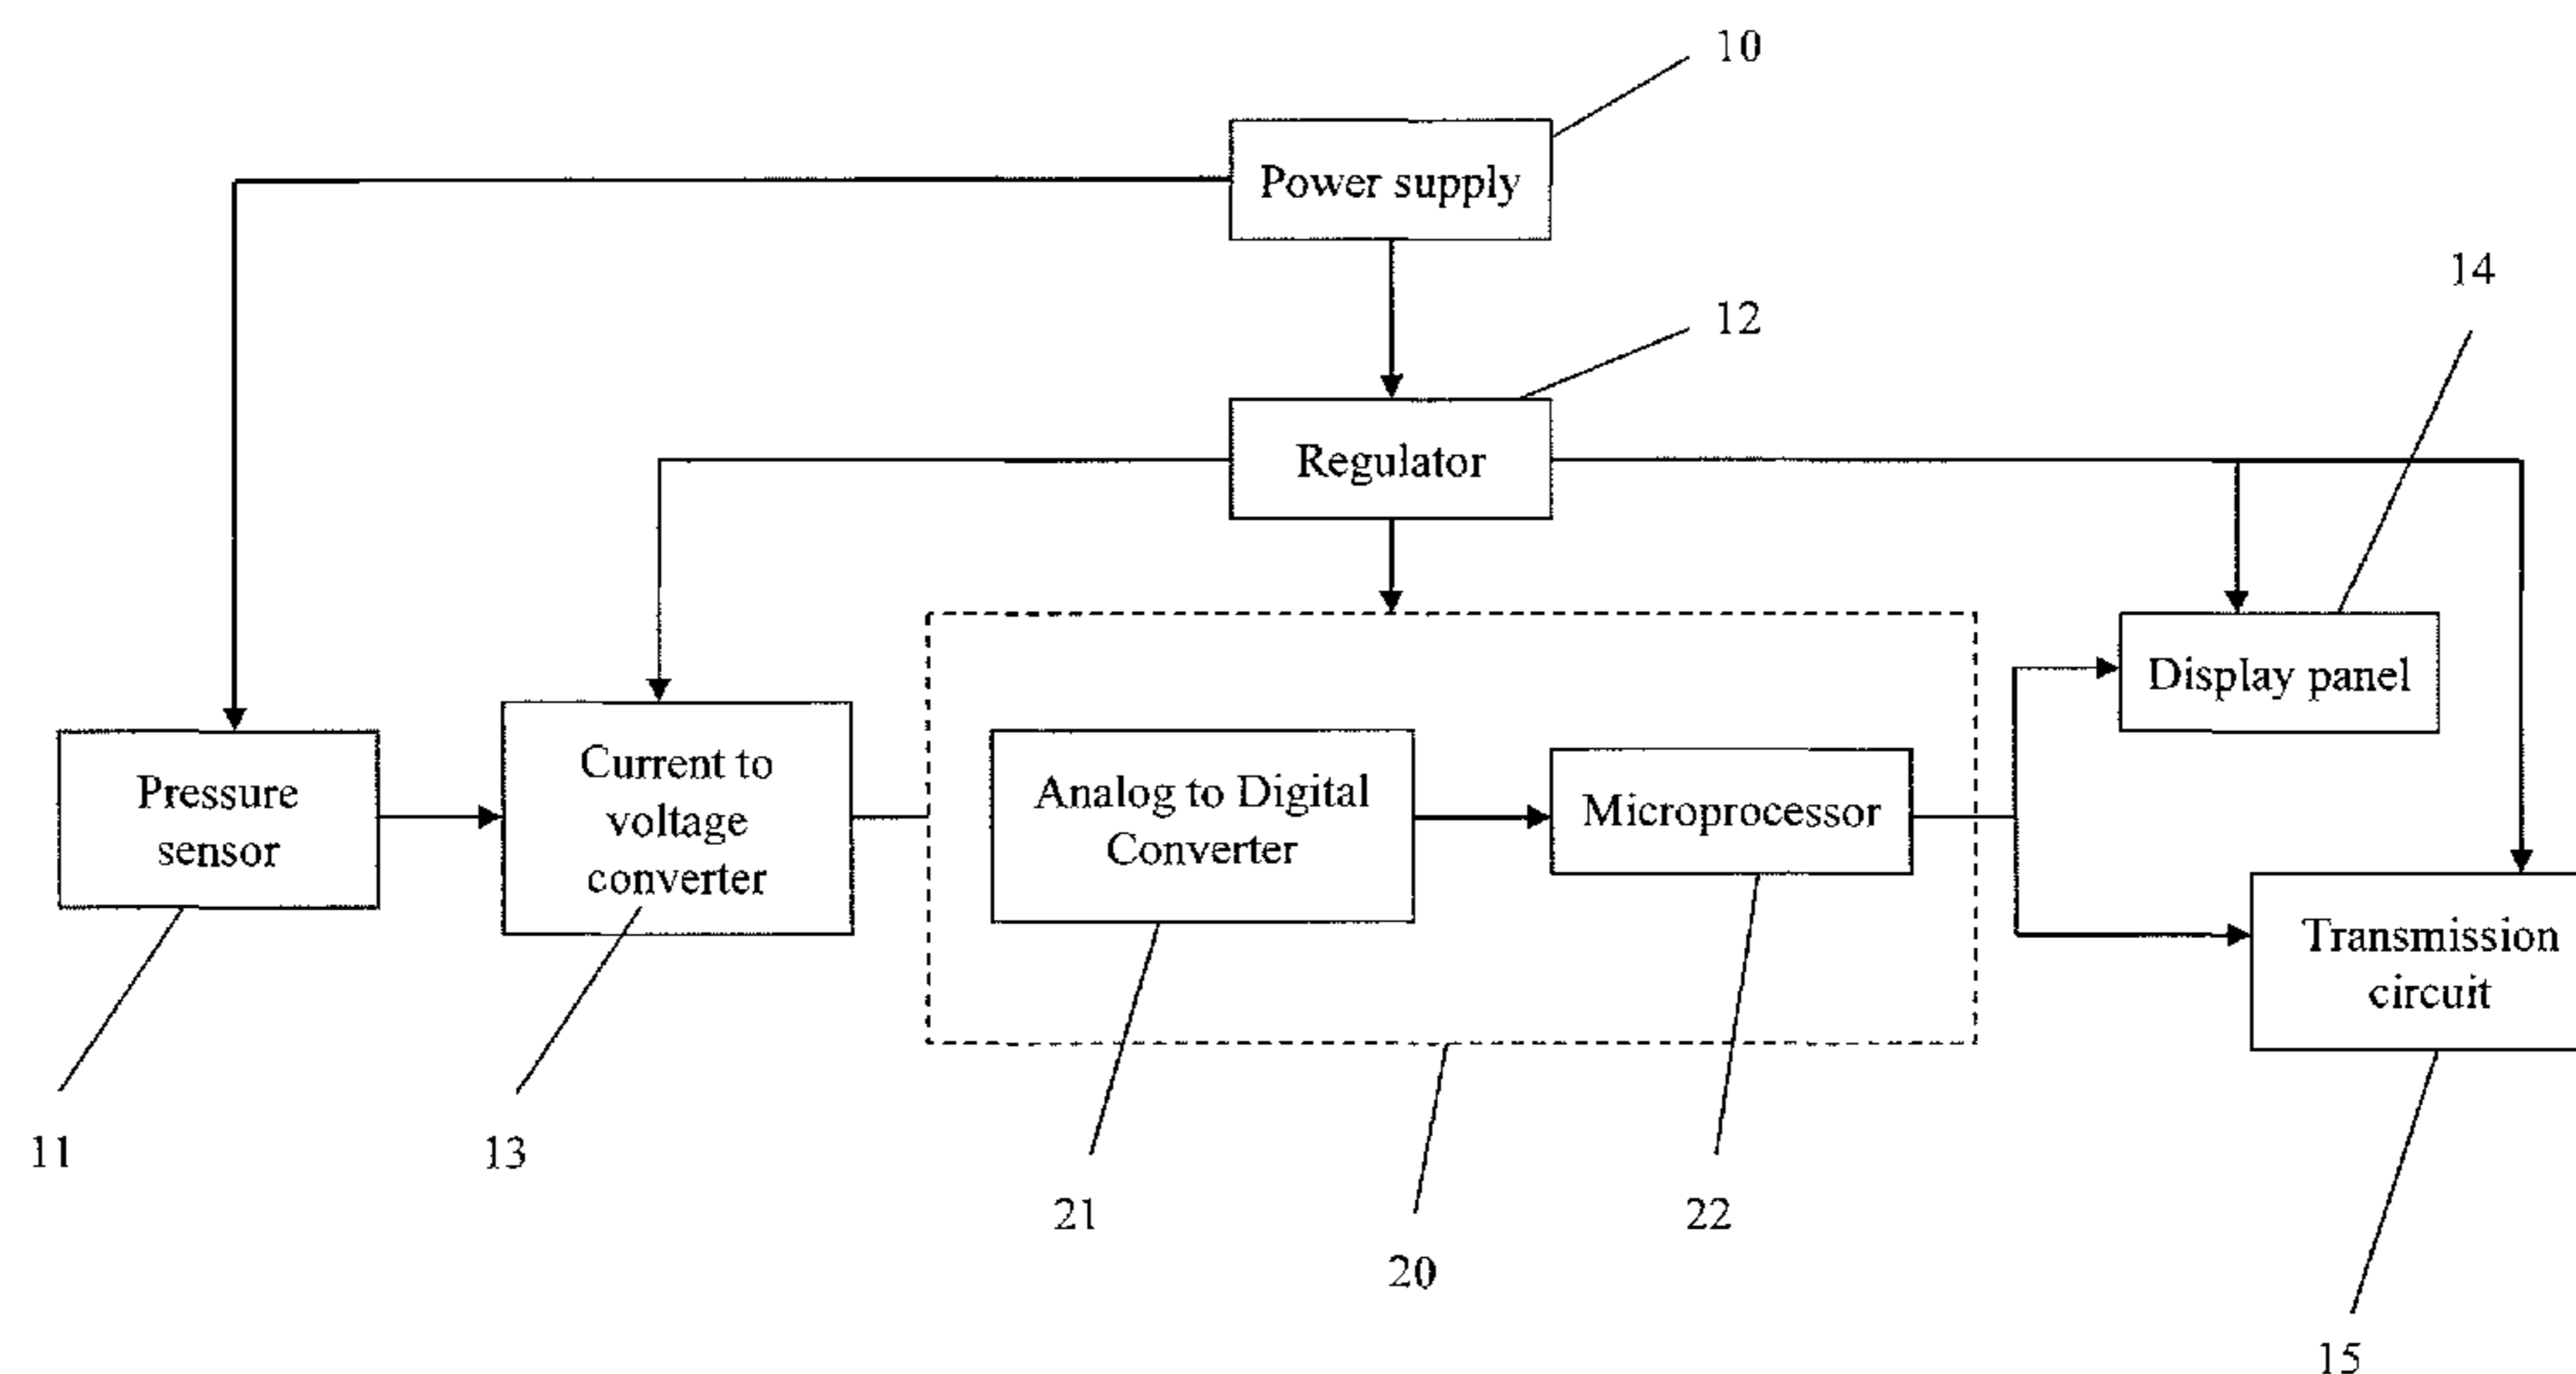 10
Power supply
14
12
Regulator
Display panel
Pressure
sensor
Current to
voltage
converter
Analog to Digital
Converter
Microprocessor
Transmission
circuit
11
13
21
22
20
15